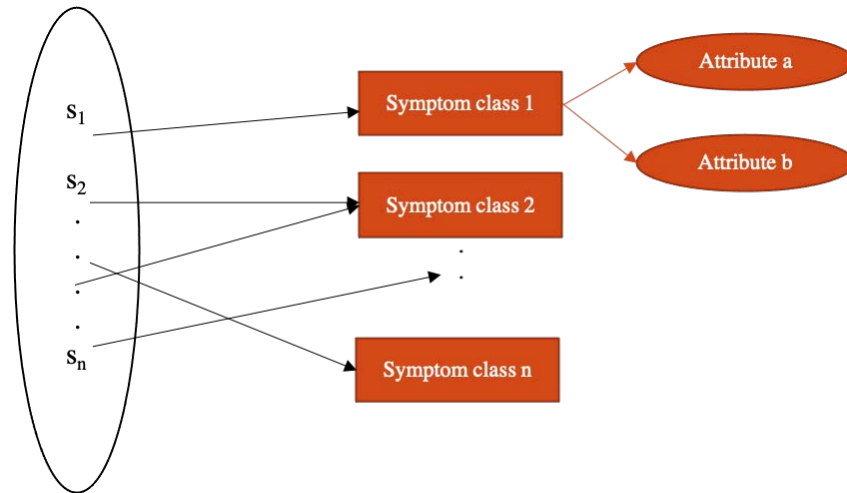 s₁
s₂
.
.
.
.
sₙ
Symptom class 1
Symptom class 2
.
.
Symptom class n
Attribute a
Attribute b